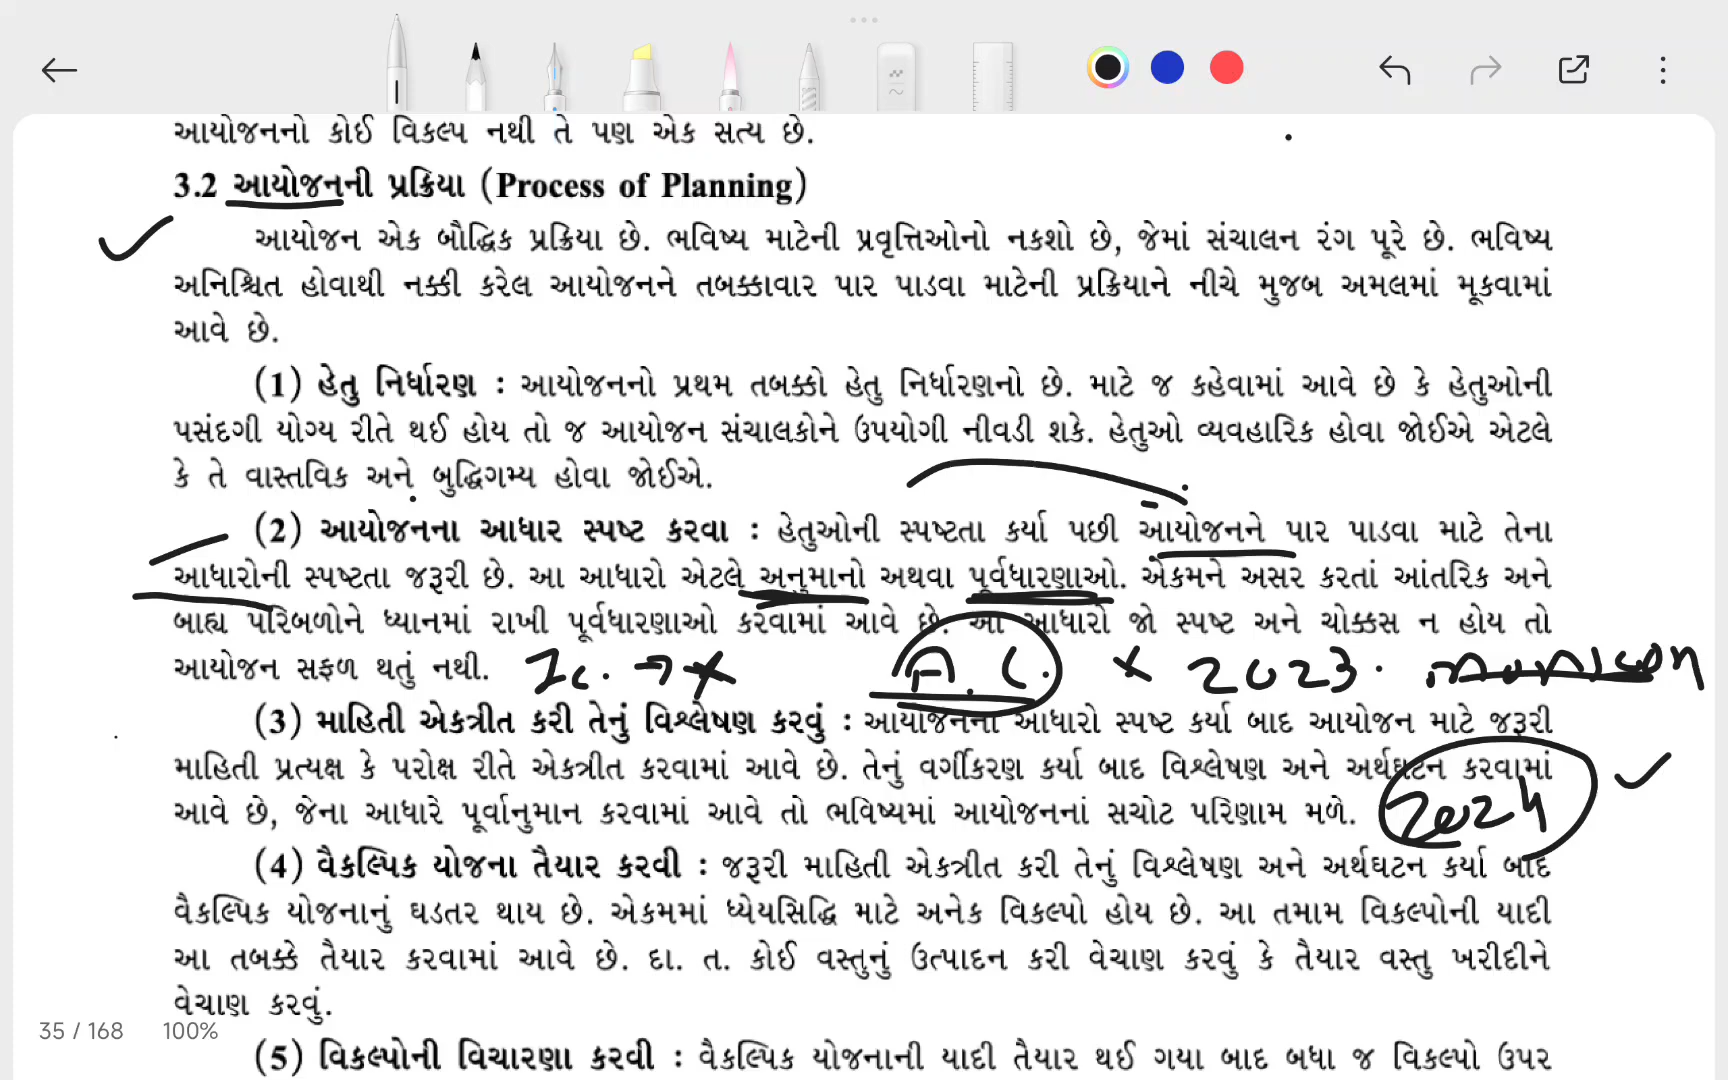 આયોજનનો કોઈ વિકલ્પ નથી તે પણ એક સત્ય છે.
3.2 આયોજનની પ્રક્રિયા (Process of Planning)
આયોજન એક બૌદ્ધિક પ્રક્રિયા છે. ભવિષ્ય માટેની પ્રવૃત્તિઓનો નકશો છે, જેમાં સંચાલન રંગ પૂરે છે. ભવિષ્ય
અનિશ્ચિત હોવાથી નક્કી કરેલ આયોજનને તબક્કાવાર પાર પાડવા માટેની પ્રક્રિયાને નીચે મુજબ અમલમાં મૂકવામાં
આવે છે.
(1) હેતુ નિર્ધારણ : આયોજનનો પ્રથમ તબક્કો હેતુ નિર્ધારણનો છે. માટે જ કહેવામાં આવે છે કે હેતુઓની
પસંદગી યોગ્ય રીતે થઈ હોય તો જ આયોજન સંચાલકોને ઉપયોગી નીવડી શકે. હેતુઓ વ્યવહારિક હોવા જોઈએ એટલે
કે તે વાસ્તવિક અને બુદ્ધિગમ્ય હોવા જોઈએ.
(2) આયોજનના આધાર સ્પષ્ટ કરવા : હેતુઓની સ્પષ્ટતા કર્યા પછી આયોજનને પાર પાડવા માટે તેના
આધારોની સ્પષ્ટતા જરૂરી છે. આ આધારો એટલે અનુમાનો અથવા પૂર્વધારણાઓ. એકમને અસર કરતાં આંતરિક અને
બાહ્ય પરિબળોને ધ્યાનમાં રાખી પૂર્વધારણાઓ કરવામાં આવે છે. આ આધારો જો સ્પષ્ટ અને ચોક્કસ ન હોય તો
આયોજન સફળ થતું નથી. A.C. × 2023.
(3) માહિતી એકત્રીત કરી તેનું વિશ્લેષણ કરવું : આયોજનના આધારો સ્પષ્ટ કર્યા બાદ આયોજન માટે જરૂરી
માહિતી પ્રત્યક્ષ કે પરોક્ષ રીતે એકત્રીત કરવામાં આવે છે. તેનું વર્ગીકરણ કર્યા બાદ વિશ્લેષણ અને અર્થઘટન કરવામાં
આવે છે, જેના આધારે પૂર્વાનુમાન કરવામાં આવે તો ભવિષ્યમાં આયોજનનાં સચોટ પરિણામ મળે. 2024
(4) વૈકલ્પિક યોજના તૈયાર કરવી : જરૂરી માહિતી એકત્રીત કરી તેનું વિશ્લેષણ અને અર્થઘટન કર્યા બાદ
વૈકલ્પિક યોજનાનું ઘડતર થાય છે. એકમમાં ધ્યેયસિદ્ધિ માટે અનેક વિકલ્પો હોય છે. આ તમામ વિકલ્પોની યાદી
આ તબક્કે તૈયાર કરવામાં આવે છે. દા. ત. કોઈ વસ્તુનું ઉત્પાદન કરી વેચાણ કરવું કે તૈયાર વસ્તુ ખરીદીને
વેચાણ કરવું.
35 / 168 100%
(5) વિકલ્પોની વિચારણા કરવી : વૈકલ્પિક યોજનાની યાદી તૈયાર થઈ ગયા બાદ બધા જ વિકલ્પો ઉપર